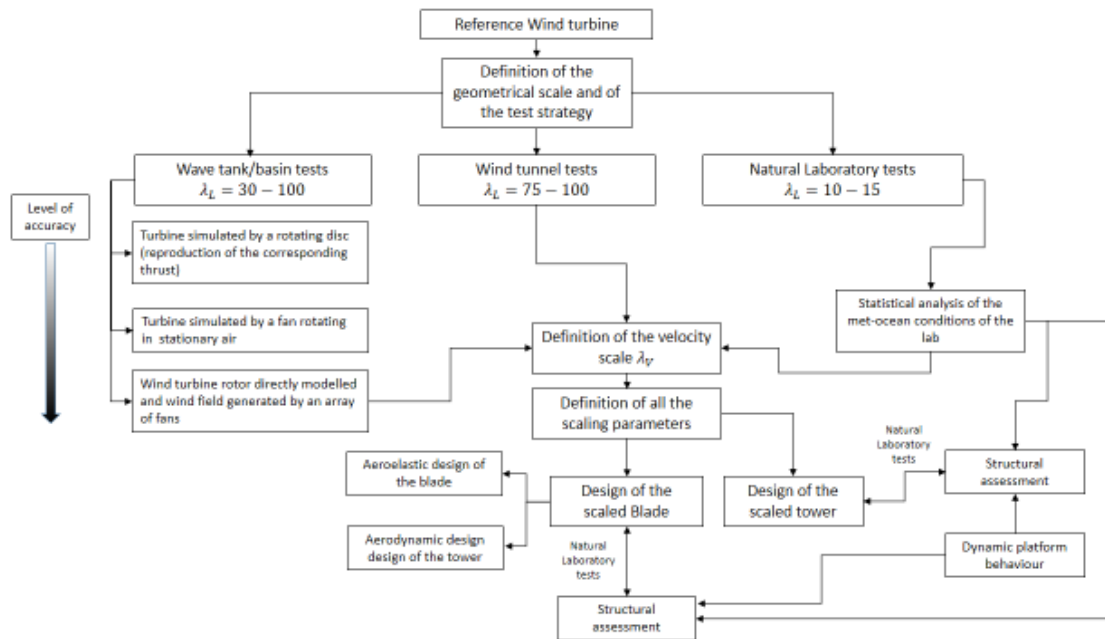 Reference Wind turbine
Definition of the
geometrical scale and of
the test strategy
Wave tank/basin tests
λ_L = 30 − 100
Wind tunnel tests
λ_L = 75 − 100
Natural Laboratory tests
λ_L = 10 − 15
Level of
accuracy
Turbine simulated by a rotating disc
(reproduction of the corresponding
thrust)
Turbine simulated by a fan rotating
in stationary air
Wind turbine rotor directly modelled
and wind field generated by an array
of fans
Statistical analysis of the
met-ocean conditions of the
lab
Definition of the velocity
scale λ_V
Definition of all the
scaling parameters
Aeroelastic design of
the blade
Aerodynamic design
design of the tower
Design of the
scaled Blade
Design of the
scaled tower
Natural
Laboratory
tests
Structural
assessment
Dynamic platform
behaviour
Natural
Laboratory
tests
Structural
assessment